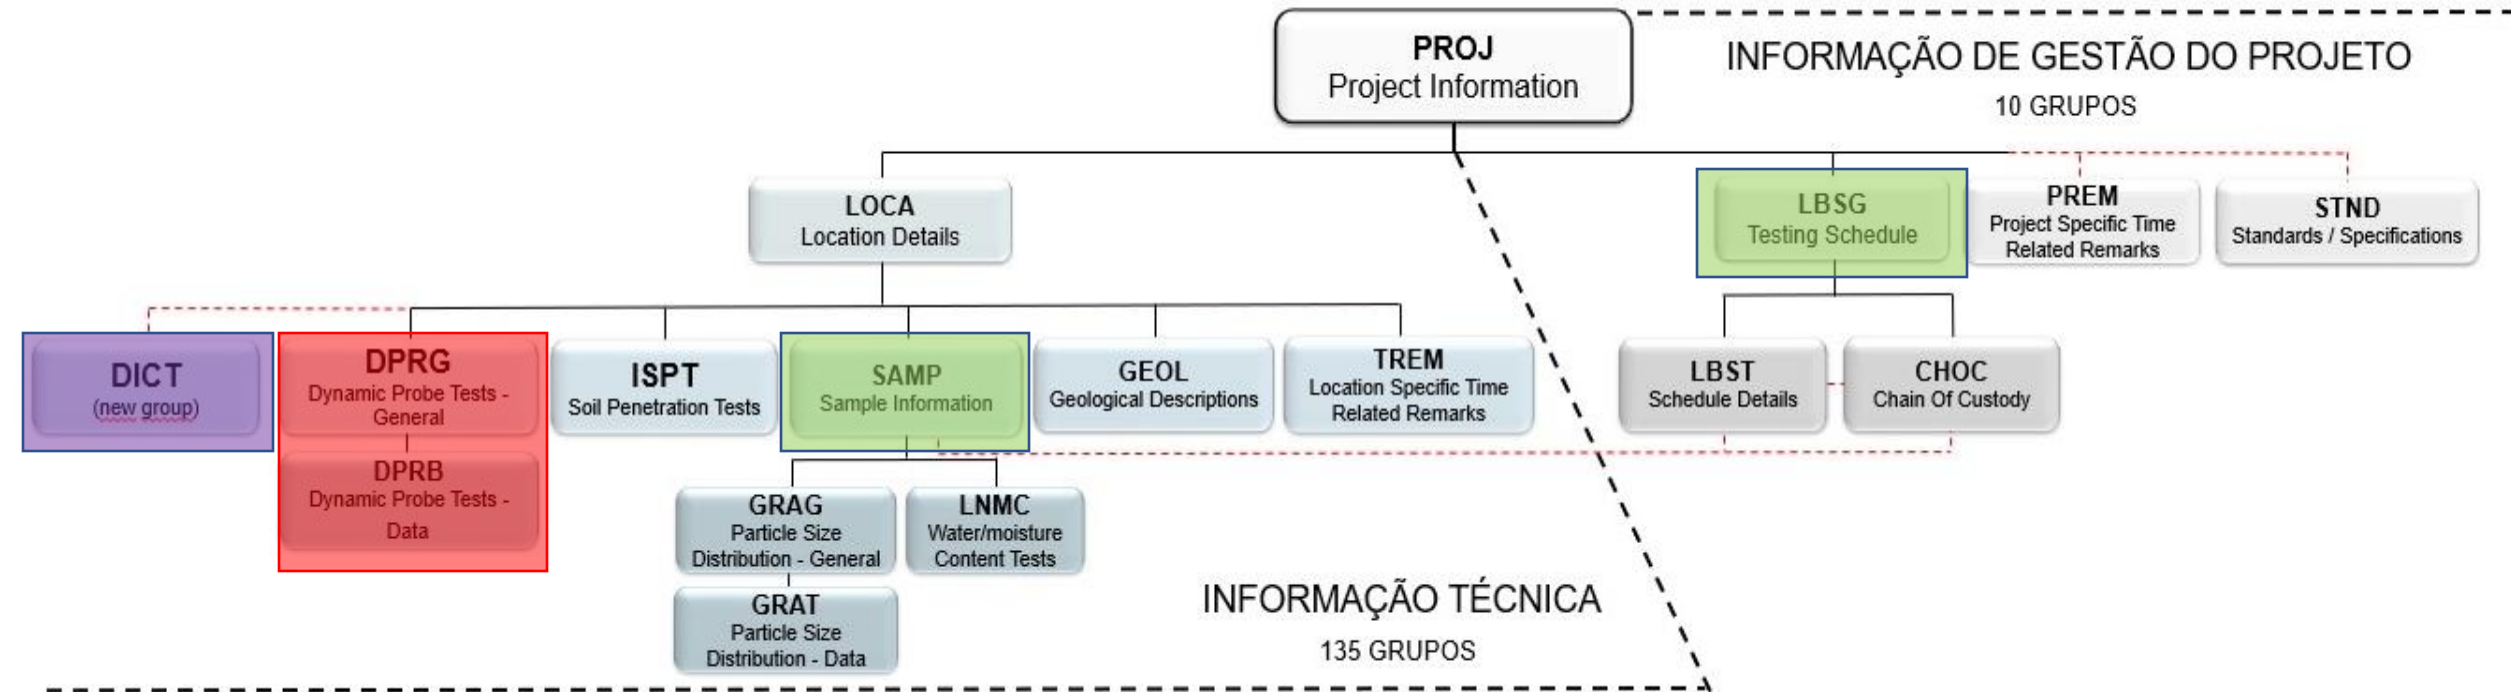 PROJ
Project Information
INFORMAÇÃO DE GESTÃO DO PROJETO
10 GRUPOS
LOCA
Location Details
LBSG
Testing Schedule
PREM
Project Specific Time
Related Remarks
STND
Standards / Specifications
DICT
(new group)
DPRG
Dynamic Probe Tests -
General
DPRB
Dynamic Probe Tests -
Data
ISPT
Soil Penetration Tests
SAMP
Sample Information
GEOL
Geological Descriptions
TREM
Location Specific Time
Related Remarks
LBST
Schedule Details
CHOC
Chain Of Custody
GRAG
Particle Size
Distribution - General
LNMC
Water/moisture
Content Tests
GRAT
Particle Size
Distribution - Data
INFORMAÇÃO TÉCNICA
135 GRUPOS